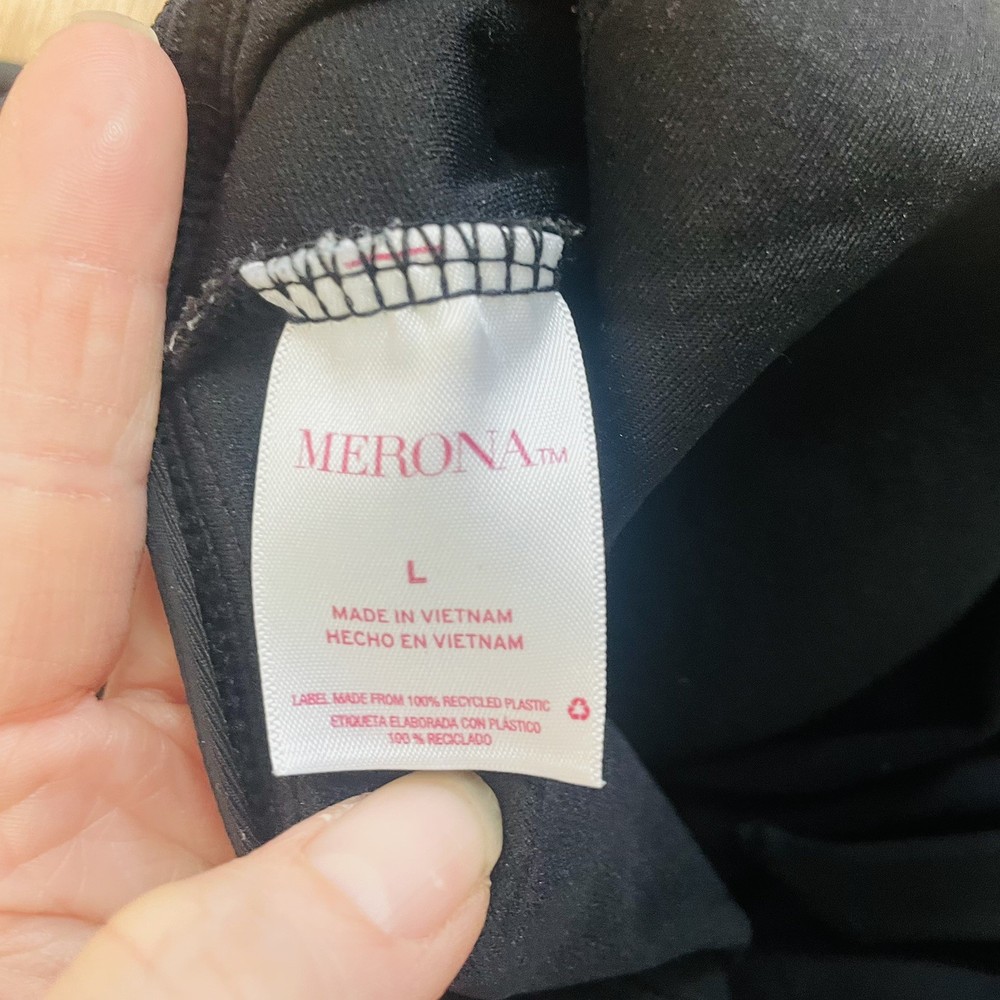 MERONA™
L
MADE IN VIETNAM
HECHO EN VIETNAM
LABEL MADE FROM 100% RECYCLED PLASTIC
ETIQUETA ELABORADA CON PLÁSTICO
100 % RECICLADO